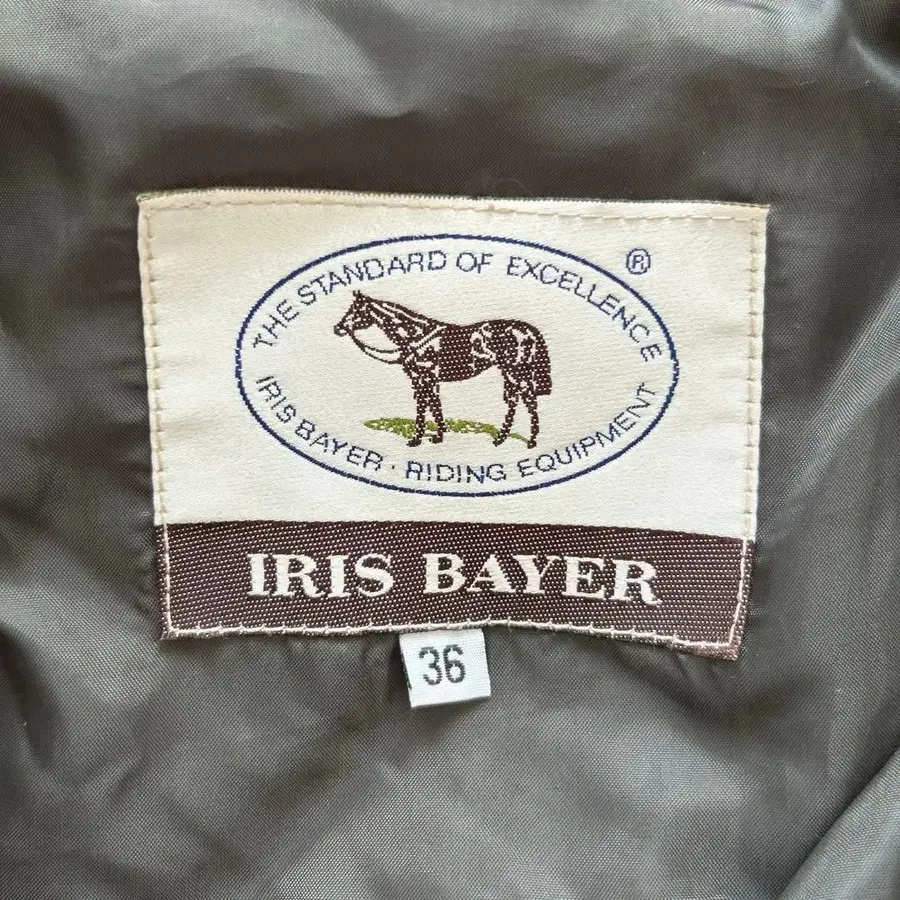 THE STANDARD OF EXCELLENCE
®
IRIS BAYER · RIDING EQUIPMENT
IRIS BAYER
36